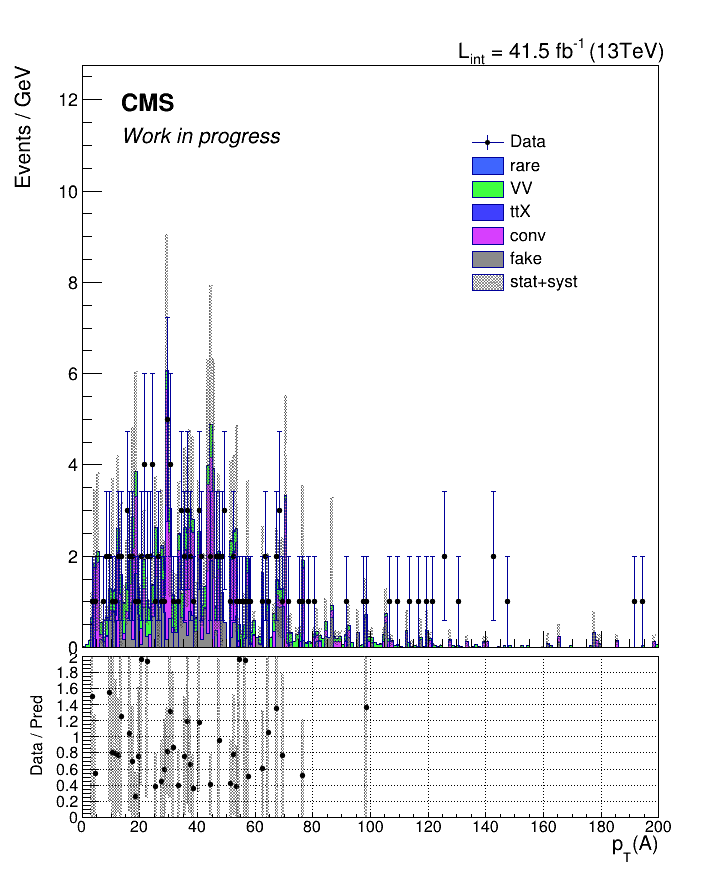 L_int = 41.5 fb^-1 (13TeV)
Events / GeV
12
10
8
6
4
2
0
CMS
Work in progress
Data
rare
VV
ttX
conv
fake
stat+syst
Data / Pred
2
1.8
1.6
1.4
1.2
1
0.8
0.6
0.4
0.2
0
0 20 40 60 80 100 120 140 160 180 200
p_T(A)